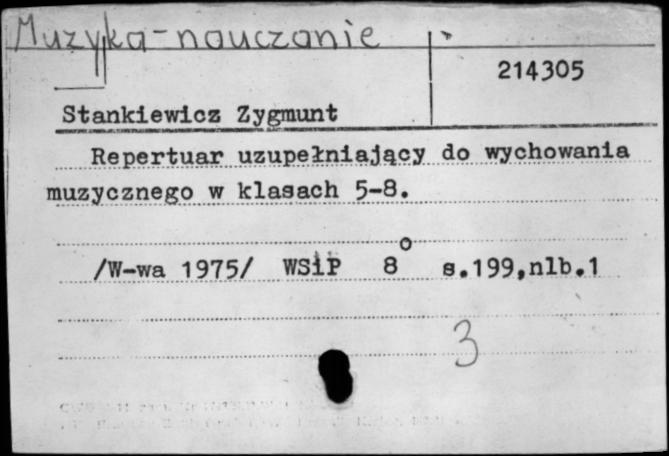 Muzyka-nauczanie
214305
Stankiewicz Zygmunt
Repertuar uzupełniający do wychowania
muzycznego w klasach 5-8.
/W-wa 1975/ WSiP 8° s.199,nlb.1
3